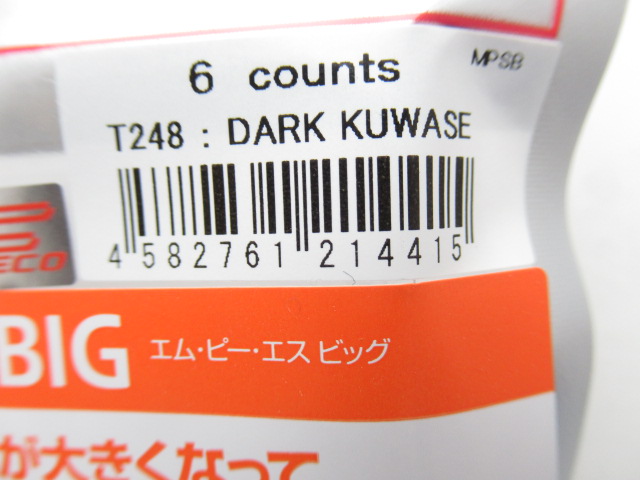 6 counts
MPSB
T248 : DARK KUWASE
4 582761 214415
ECO
BIG エム・ピー・エス ビッグ
が大きくなって